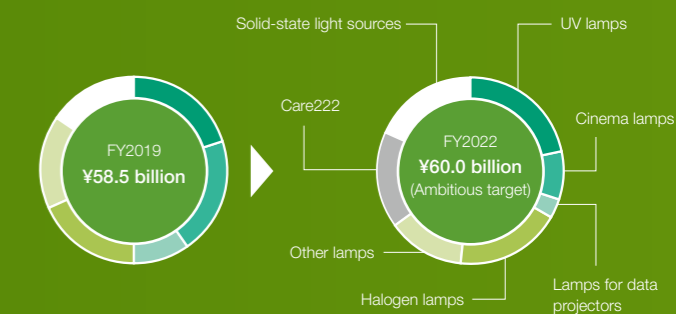 Solid-state light sources
UV lamps
Care222
Cinema lamps
FY2019
¥58.5 billion
FY2022
¥60.0 billion
(Ambitious target)
Other lamps
Halogen lamps
Lamps for data
projectors